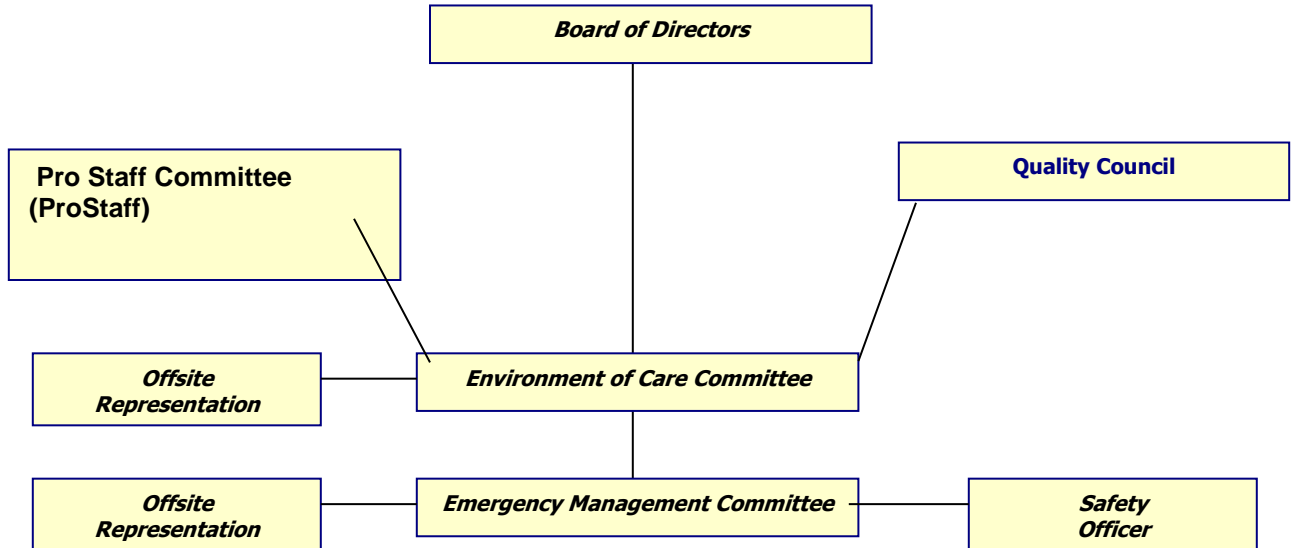 Board of Directors
Pro Staff Committee
(ProStaff)
Quality Council
Offsite
Representation
Environment of Care Committee
Offsite
Representation
Emergency Management Committee
Safety
Officer